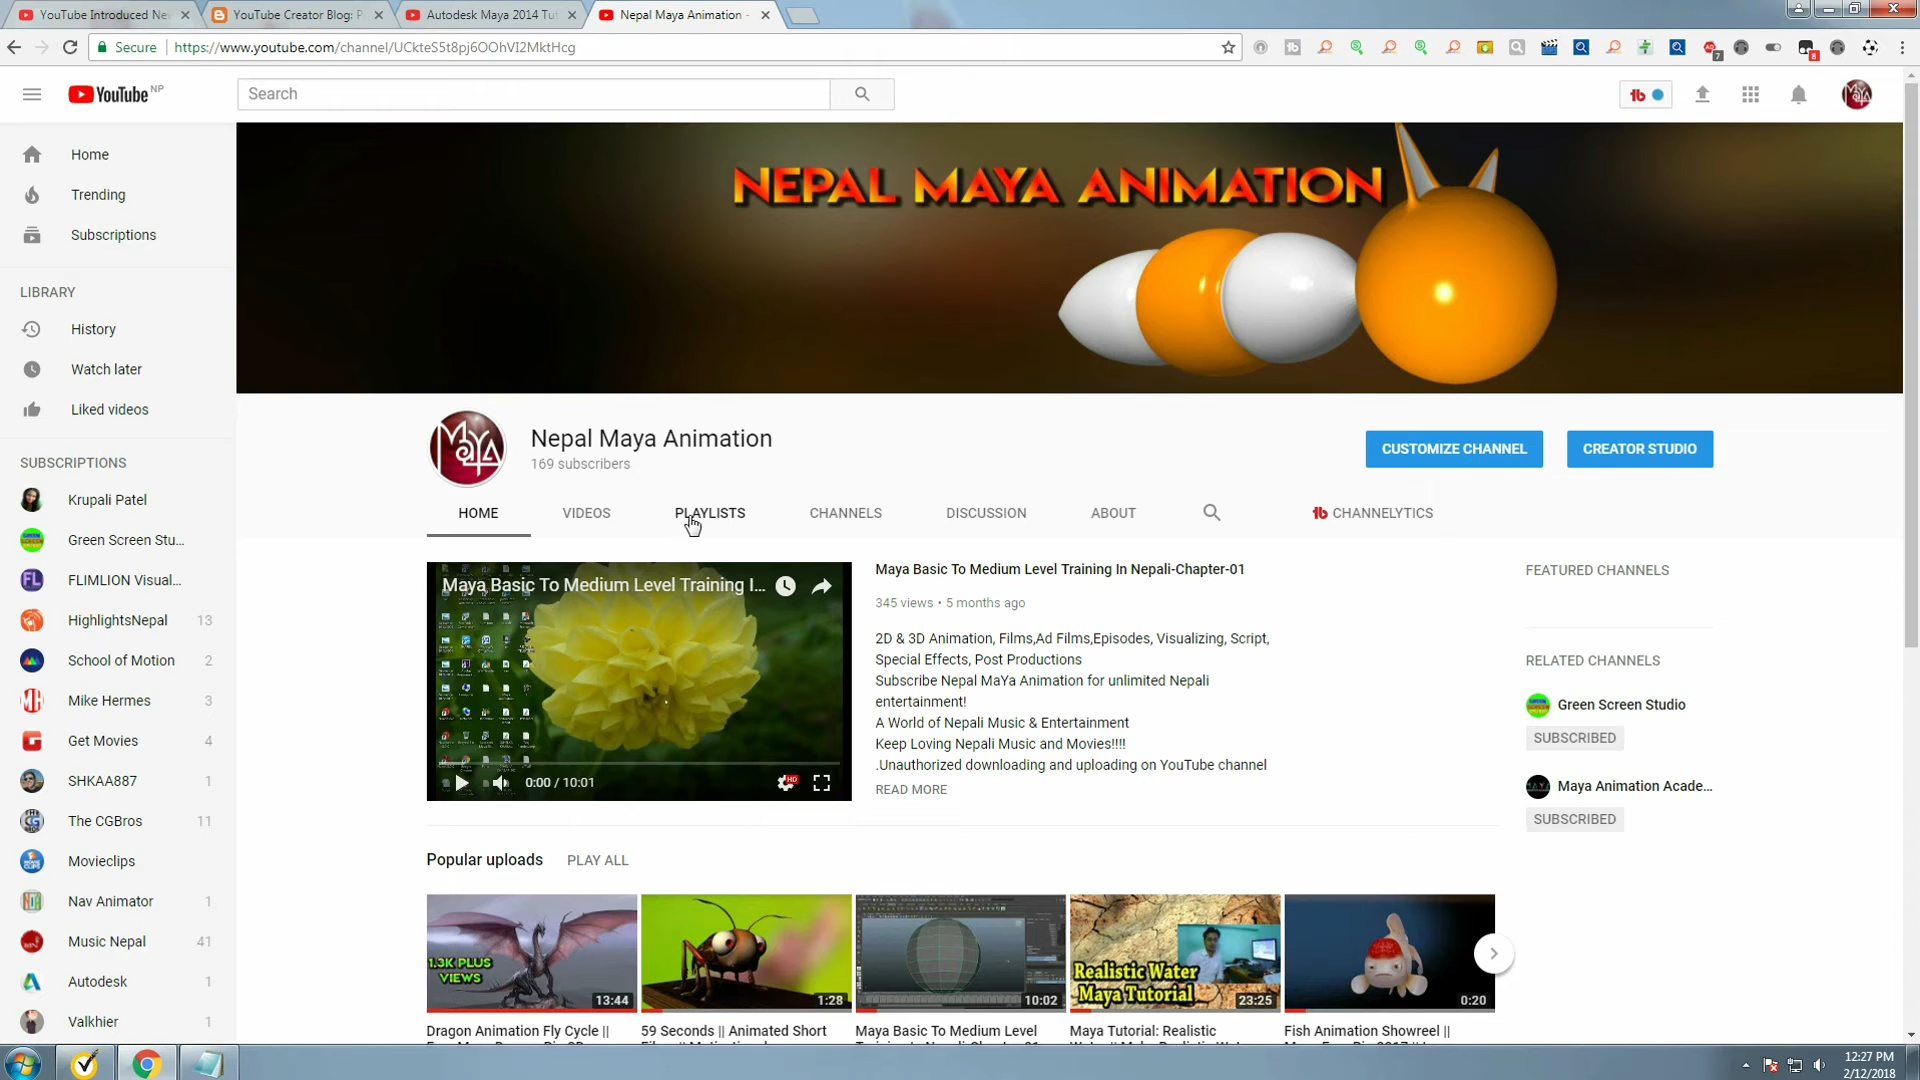 YouTube Introduced Ne
YouTube Creator Blog: P
Autodesk Maya 2014 Tut
Nepal Maya Animation -
Secure
https://www.youtube.com/channel/UCkteS5t8pj6OOhVI2MktHcg
7
8
YouTube NP
Search
tb
Home
Trending
Subscriptions
LIBRARY
History
Watch later
Liked videos
SUBSCRIPTIONS
Krupali Patel
Green Screen Stu...
FLIMLION Visual...
HighlightsNepal 13
School of Motion 2
Mike Hermes 3
Get Movies 4
SHKAA887 1
The CGBros 11
Movieclips
Nav Animator 1
Music Nepal 41
Autodesk 1
Valkhier 1
NEPAL MAYA ANIMATION
MaYA
Nepal Maya Animation
169 subscribers
CUSTOMIZE CHANNEL
CREATOR STUDIO
HOME
VIDEOS
PLAYLISTS
CHANNELS
DISCUSSION
ABOUT
tb CHANNELYTICS
Maya Basic To Medium Level Training I...
0:00 / 10:01
HD
Maya Basic To Medium Level Training In Nepali-Chapter-01
345 views • 5 months ago
2D & 3D Animation, Films,Ad Films,Episodes, Visualizing, Script,
Special Effects, Post Productions
Subscribe Nepal MaYa Animation for unlimited Nepali
entertainment!
A World of Nepali Music & Entertainment
Keep Loving Nepali Music and Movies!!!!
.Unauthorized downloading and uploading on YouTube channel
READ MORE
FEATURED CHANNELS
RELATED CHANNELS
Green Screen Studio
SUBSCRIBED
Maya Animation Acade...
SUBSCRIBED
Popular uploads
PLAY ALL
1.3K PLUS
VIEWS
13:44
1:28
10:02
Realistic Water
Maya Tutorial
23:25
0:20
Dragon Animation Fly Cycle ||
59 Seconds || Animated Short
Maya Basic To Medium Level
Maya Tutorial: Realistic
Fish Animation Showreel ||
12:27 PM
2/12/2018